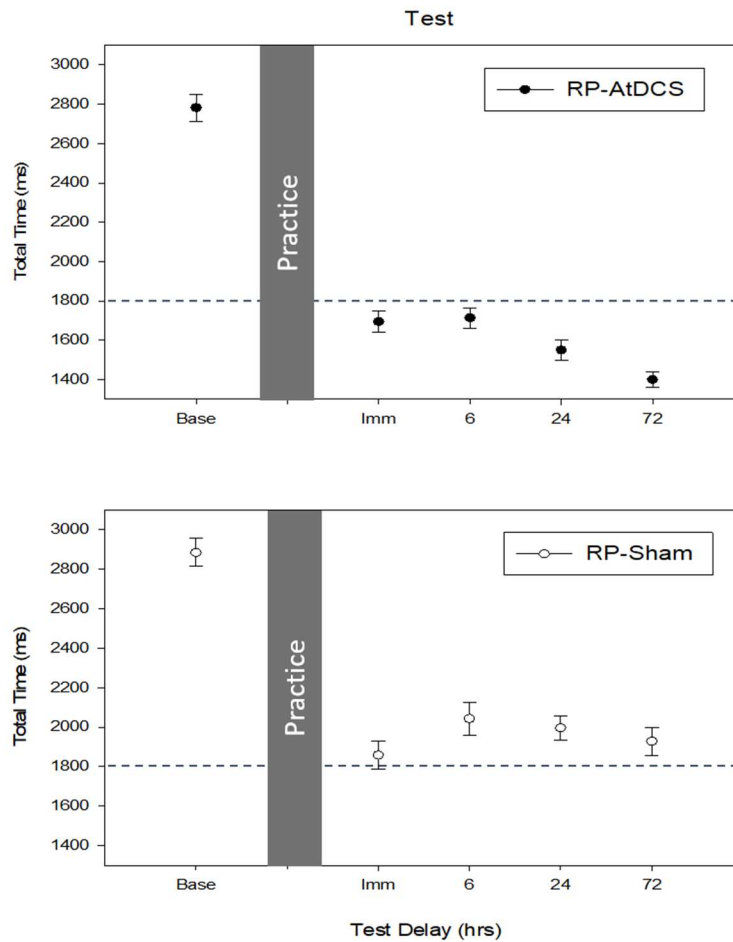 Test
3000
2800
2600
2400
2200
2000
1800
1600
1400
Total Time (ms)
RP-AtDCS
Practice
Base
Imm
6
24
72
3000
2800
2600
2400
2200
2000
1800
1600
1400
Total Time (ms)
RP-Sham
Practice
Base
Imm
6
24
72
Test Delay (hrs)